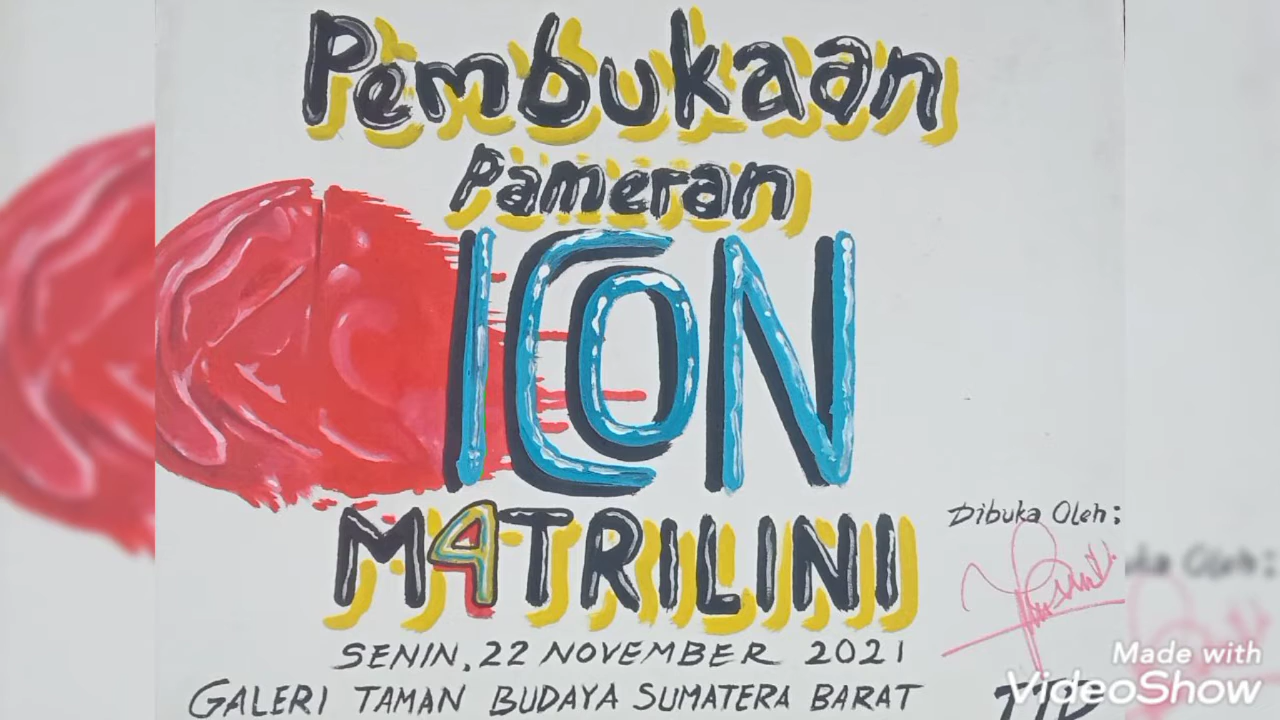 Pembukaan
Pameran
ICON
M4TRILINI
Dibuka Oleh:
SENIN, 22 NOVEMBER 2021
GALERI TAMAN BUDAYA SUMATERA BARAT
Made with
VideoShow